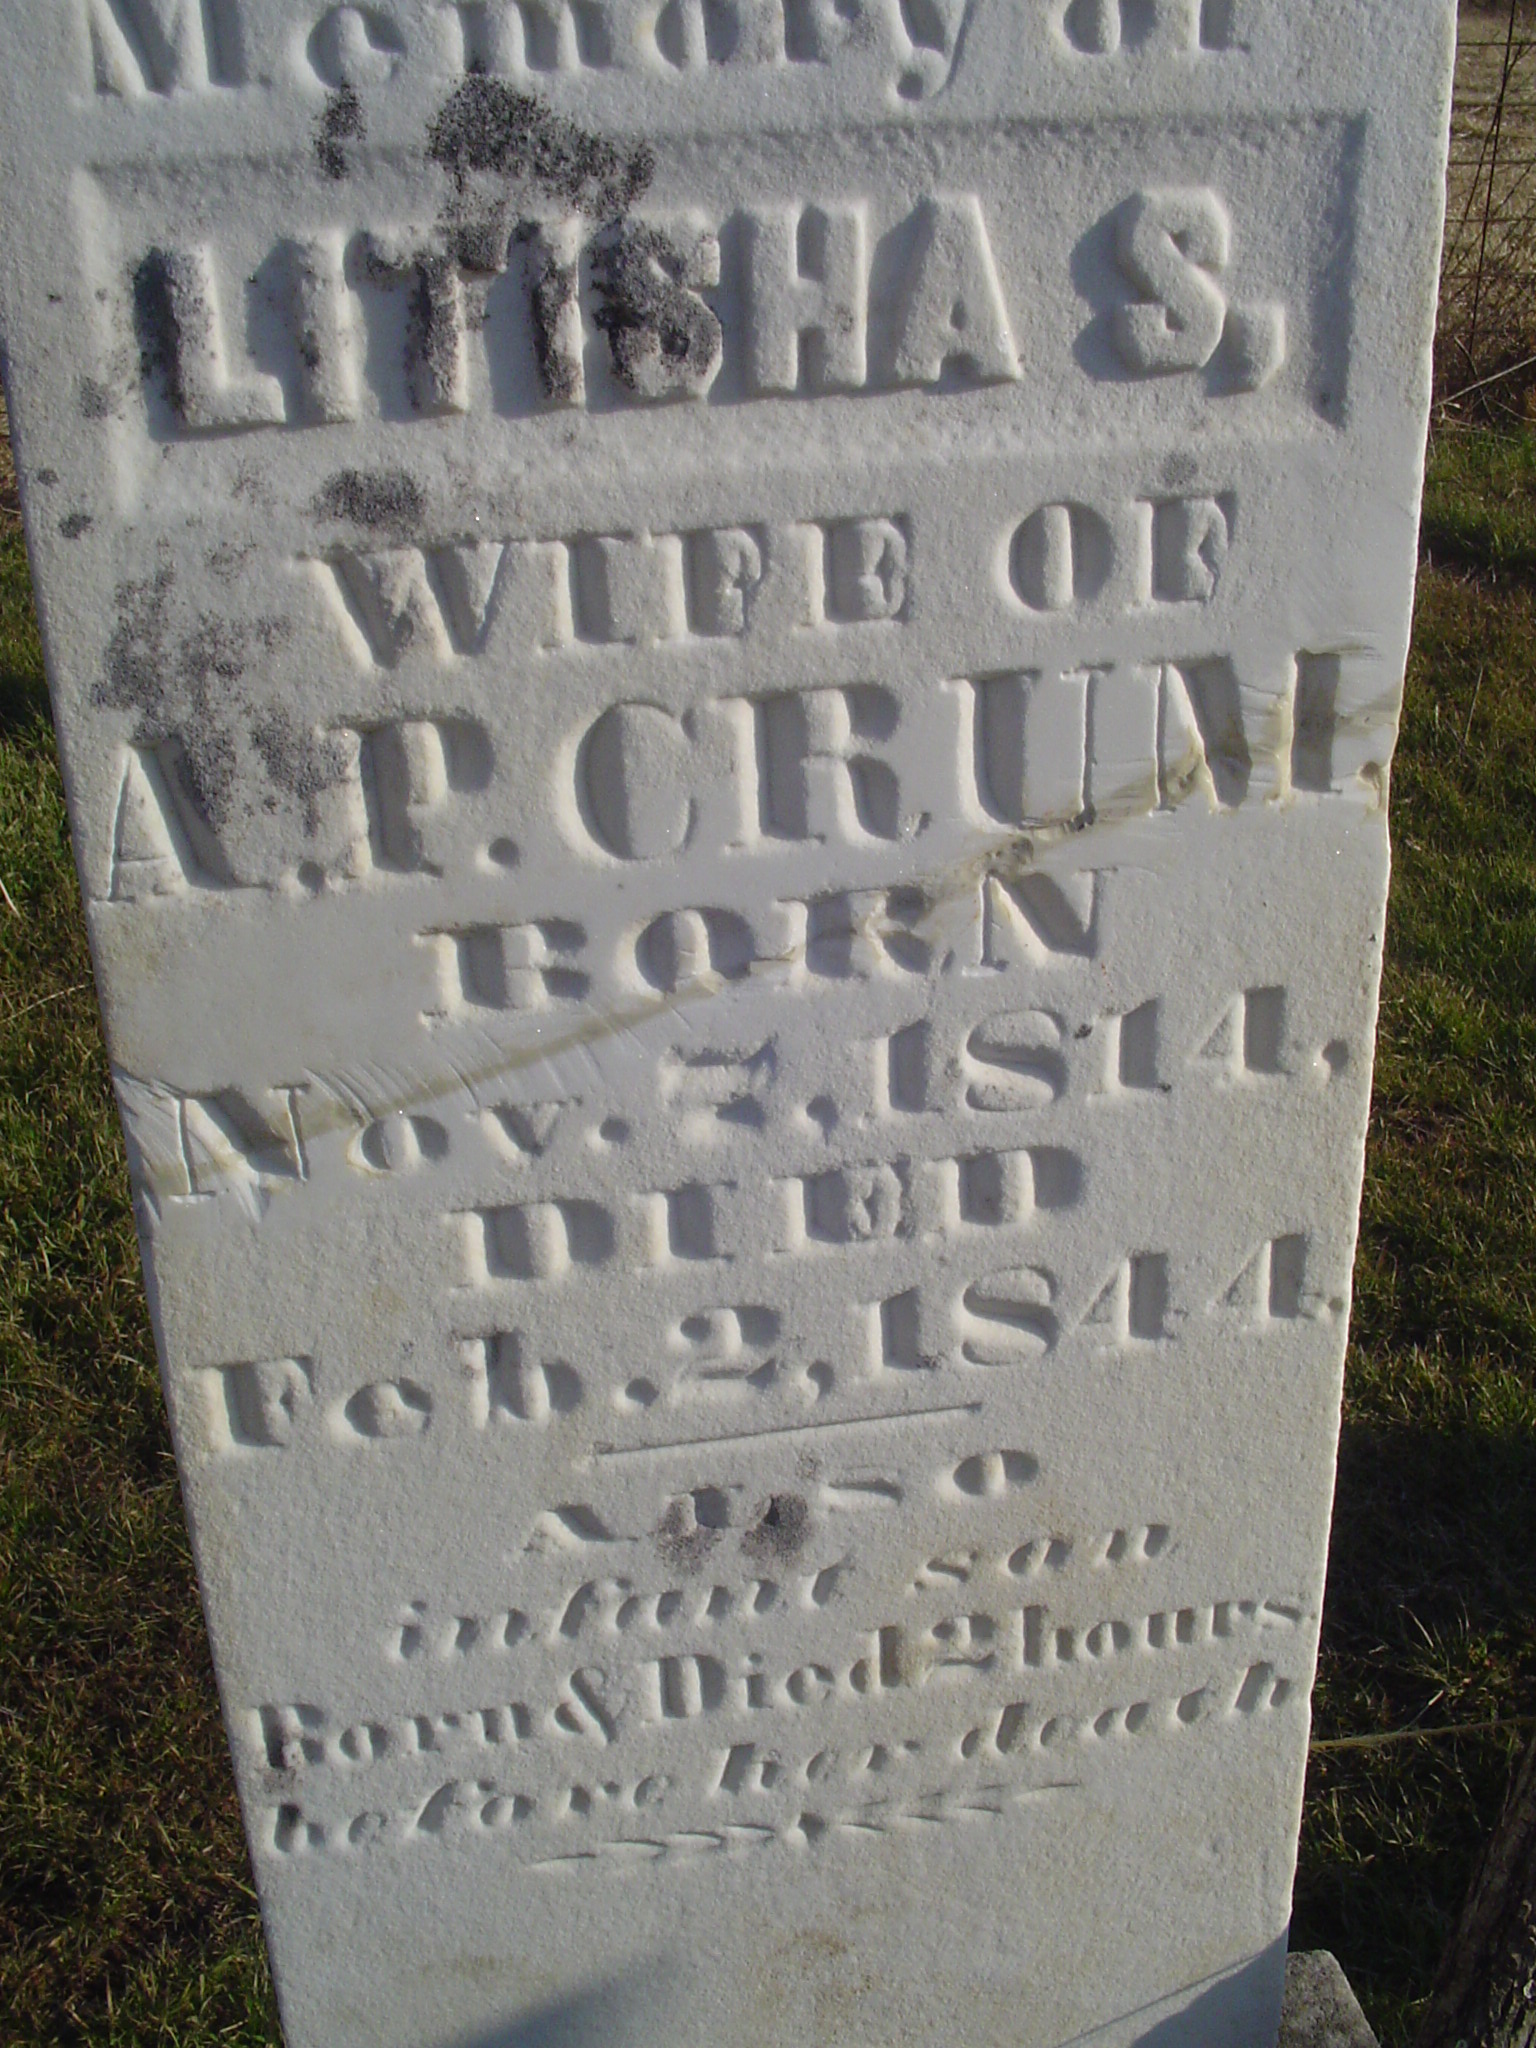 Memory of
LITISHA S,
WIFE OF
A. P. CRUM,
BORN
Nov. 7, 1814,
DIED
Feb. 2, 1844.
ALSO
infant son
Born & Died 2 hours
before her death